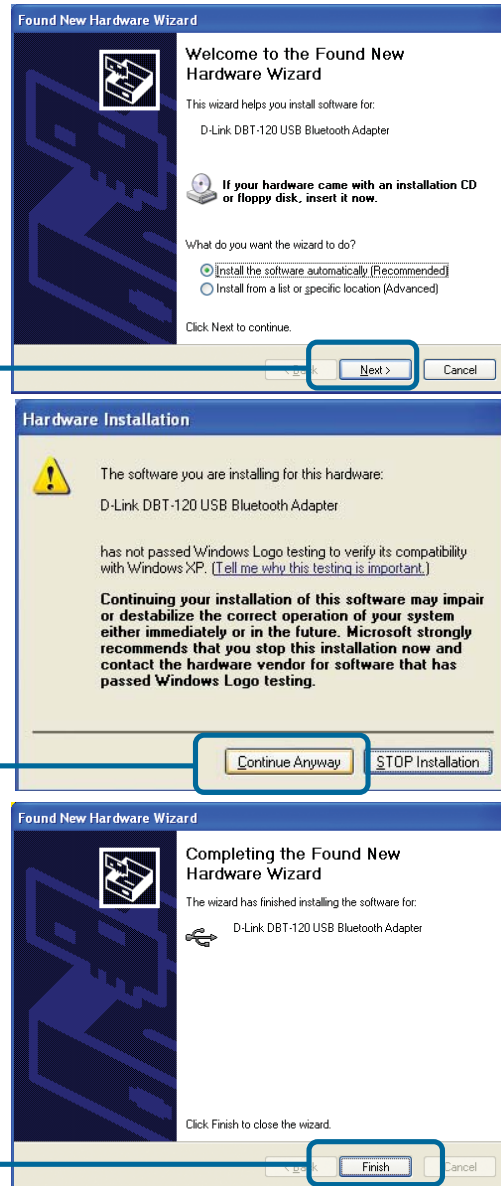 Found New Hardware Wizard
Welcome to the Found New
Hardware Wizard
This wizard helps you install software for:
D-Link DBT-120 USB Bluetooth Adapter
If your hardware came with an installation CD
or floppy disk, insert it now.
What do you want the wizard to do?
Install the software automatically (Recommended)
Install from a list or specific location (Advanced)
Click Next to continue.
Next > Cancel
Hardware Installation
The software you are installing for this hardware:
D-Link DBT-120 USB Bluetooth Adapter
has not passed Windows Logo testing to verify its compatibility
with Windows XP. (Tell me why this testing is important.)
Continuing your installation of this software may impair
or destabilize the correct operation of your system
either immediately or in the future. Microsoft strongly
recommends that you stop this installation now and
contact the hardware vendor for software that has
passed Windows Logo testing.
Continue Anyway STOP Installation
Found New Hardware Wizard
Completing the Found New
Hardware Wizard
The wizard has finished installing the software for:
D-Link DBT-120 USB Bluetooth Adapter
Click Finish to close the wizard.
Finish Cancel